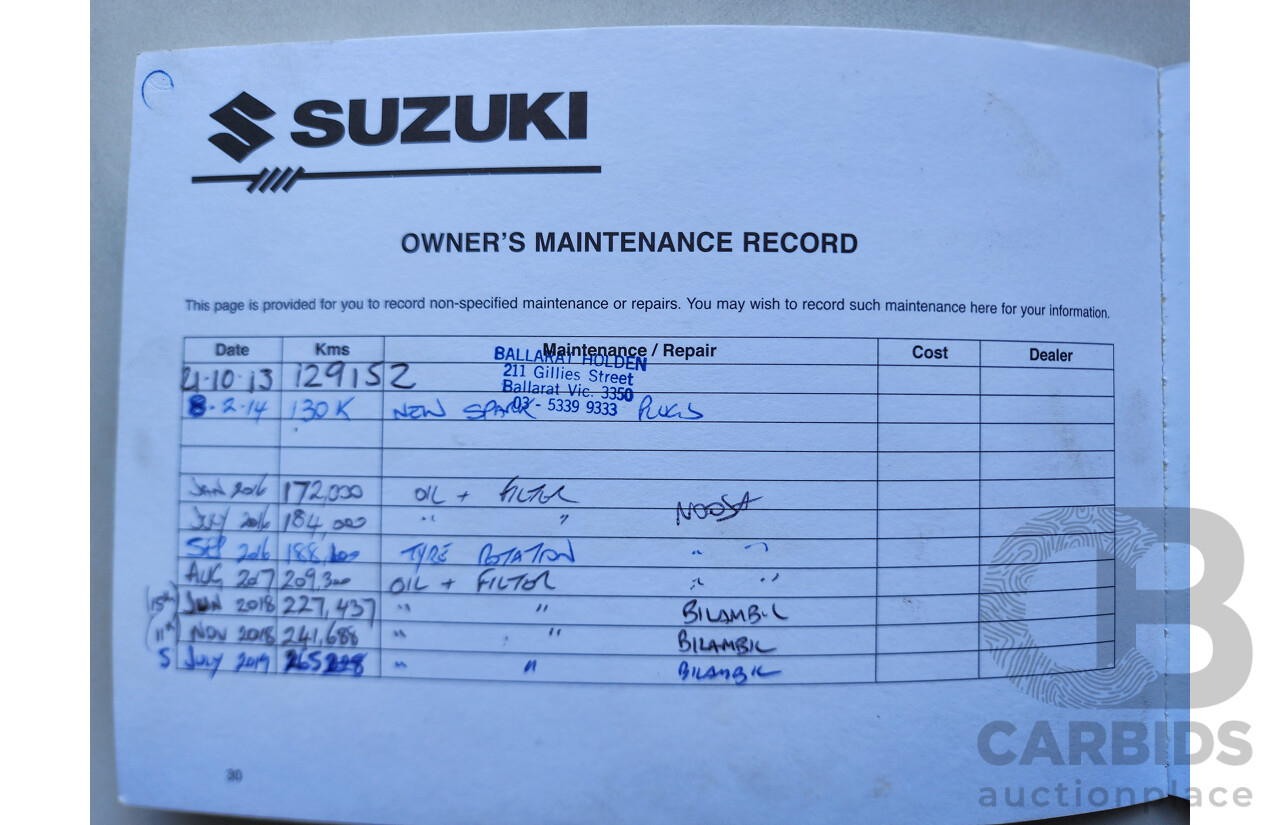 SUZUKI
OWNER'S MAINTENANCE RECORD
This page is provided for you to record non-specified maintenance or repairs. You may wish to record such maintenance here for your information.
Date Kms Maintenance / Repair Cost Dealer
BALLARAT HOLDEN
211 Gillies Street
Ballarat Vic. 3350
03 - 5339 9333
21-10-13 129152
8-2-14 130K NEW SPARK PLUGS
JAN 2016 172,000 OIL + FILTER
JULY 2016 184,000 " " NOOSA
SEP 2016 TYRE ROTATION " "
AUG 2017 209,300 OIL + FILTER " "
(15th) 2018 227,437 " " BILAMBIL
(11th) NOV 2018 241,688 " " BILAMBIL
5 JULY 2019 " " BILAMBIL
30
CARBIDS
auctionplace